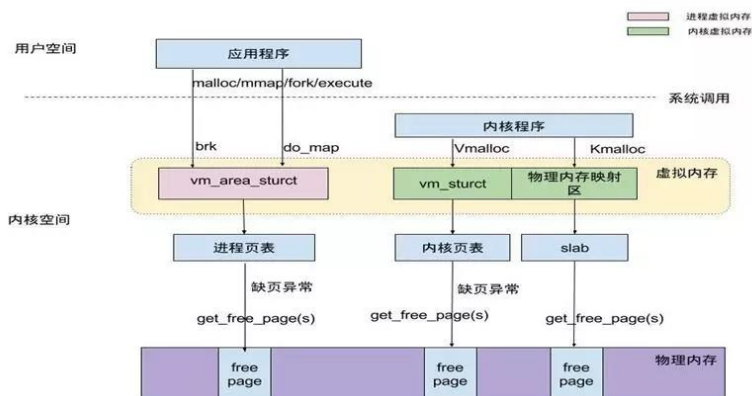 进程虚拟内存
内核虚拟内存
用户空间
应用程序
malloc/mmap/fork/execute
系统调用
内核程序
brk
do_map
Vmalloc
Kmalloc
vm_area_sturct
vm_sturct
物理内存映射
区
虚拟内存
内核空间
进程页表
内核页表
slab
缺页异常
缺页异常
get_free_page(s)
get_free_page(s)
get_free_page(s)
物理内存
free
page
free
page
free
page